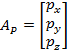 A_p = [p_x
p_y
p_z]